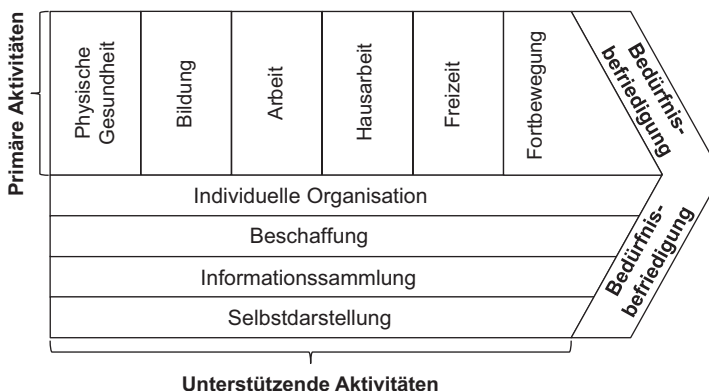 Primäre Aktivitäten
Physische
Gesundheit
Bildung
Arbeit
Hausarbeit
Freizeit
Fortbewegung
Bedürfnis-
befriedigung
Individuelle Organisation
Beschaffung
Informationssammlung
Selbstdarstellung
Bedürfnis-
befriedigung
Unterstützende Aktivitäten